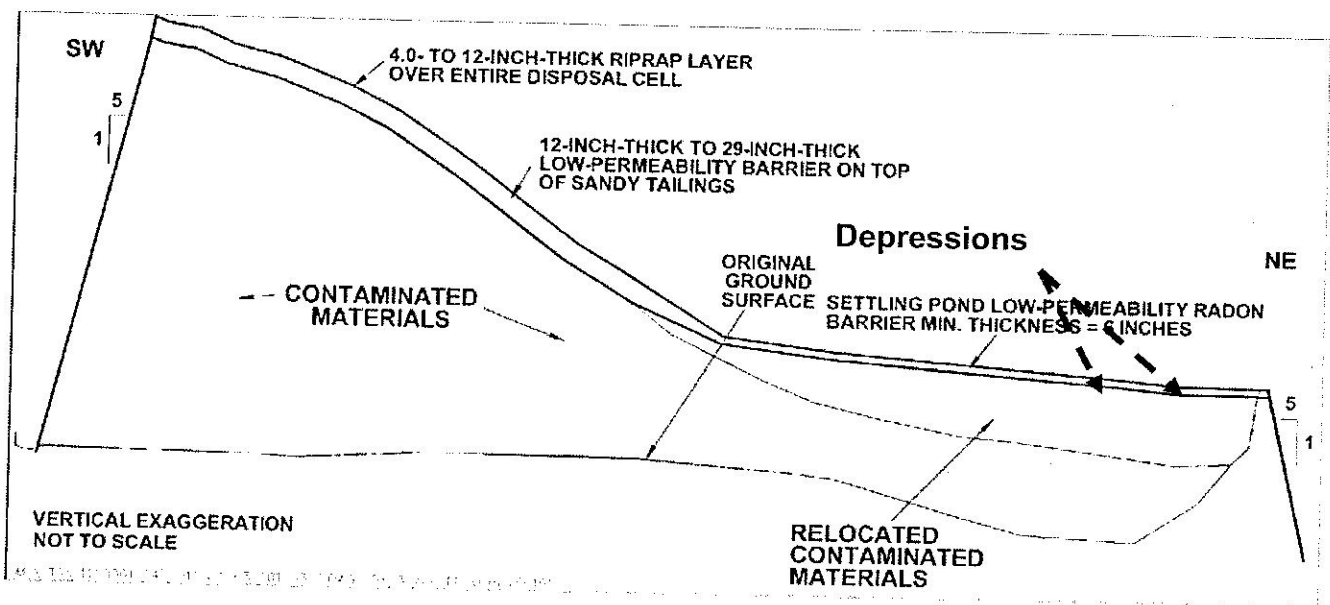 SW
4.0- TO 12-INCH-THICK RIPRAP LAYER
OVER ENTIRE DISPOSAL CELL
5
1
12-INCH-THICK TO 29-INCH-THICK
LOW-PERMEABILITY BARRIER ON TOP
OF SANDY TAILINGS
Depressions
NE
ORIGINAL
GROUND
SURFACE
SETTLING POND LOW-PERMEABILITY RADON
BARRIER MIN. THICKNESS = 6 INCHES
CONTAMINATED
MATERIALS
5
1
VERTICAL EXAGGERATION
NOT TO SCALE
RELOCATED
CONTAMINATED
MATERIALS